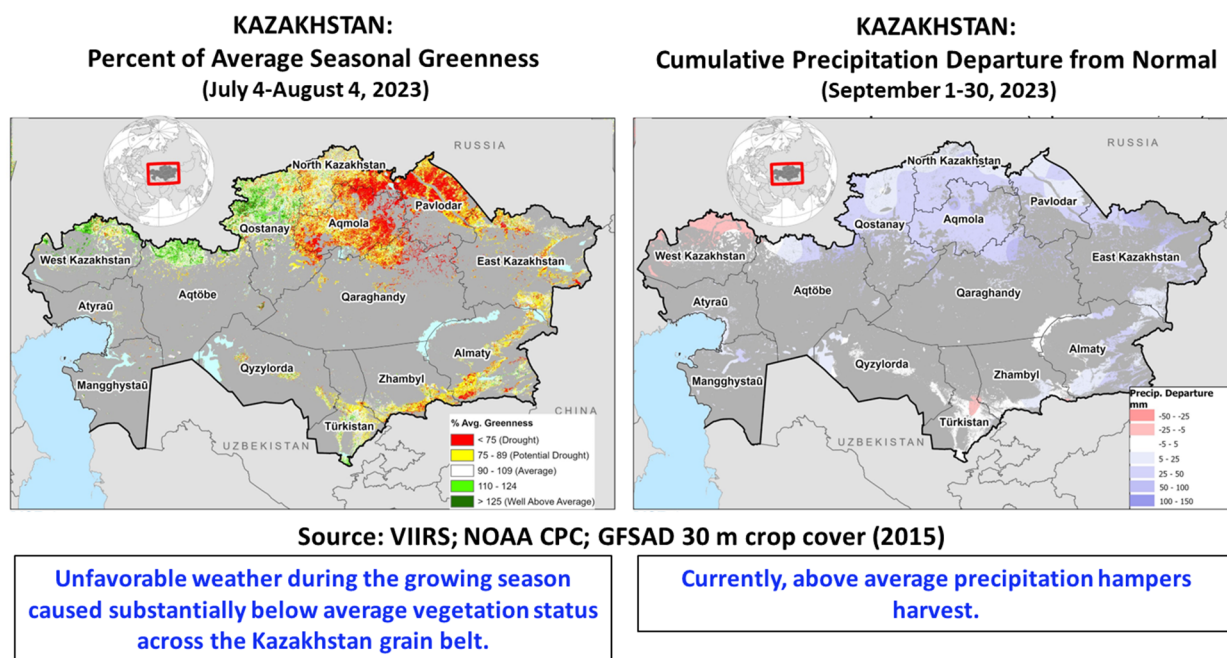 KAZAKHSTAN:
Percent of Average Seasonal Greenness
(July 4-August 4, 2023)
RUSSIA
North Kazakhstan
Pavlodar
Aqmola
Qostanay
West Kazakhstan
East Kazakhstan
Aqtöbe
Qaraghandy
Atyraū
Almaty
Qyzylorda
Zhambyl
Mangghystaū
Türkistan
CHINA
UZBEKISTAN
% Avg. Greenness
< 75 (Drought)
75 - 89 (Potential Drought)
90 - 109 (Average)
110 - 124
> 125 (Well Above Average)
KAZAKHSTAN:
Cumulative Precipitation Departure from Normal
(September 1-30, 2023)
RUSSIA
North Kazakhstan
Pavlodar
Aqmola
Qostanay
West Kazakhstan
East Kazakhstan
Aqtöbe
Qaraghandy
Atyraū
Almaty
Qyzylorda
Zhambyl
Mangghystaū
Türkistan
UZBEKISTAN
Precip. Departure
mm
-50 - -25
-25 - -5
-5 - 5
5 - 25
25 - 50
50 - 100
100 - 150
Source: VIIRS; NOAA CPC; GFSAD 30 m crop cover (2015)
Unfavorable weather during the growing season
caused substantially below average vegetation status
across the Kazakhstan grain belt.
Currently, above average precipitation hampers
harvest.